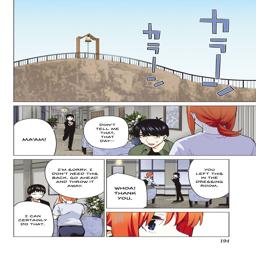 カラーン
カラーン
DON'T
TELL ME
THAT,
THAT
DAY—
MA'AM!
YOU
LEFT THIS
IN THE
DRESSING
ROOM.
WHOA!
THANK
YOU.
I'M SORRY. I
DON'T NEED THIS
BACK. GO AHEAD
AND THROW IT
AWAY.
I CAN
CERTAINLY
DO THAT.
194